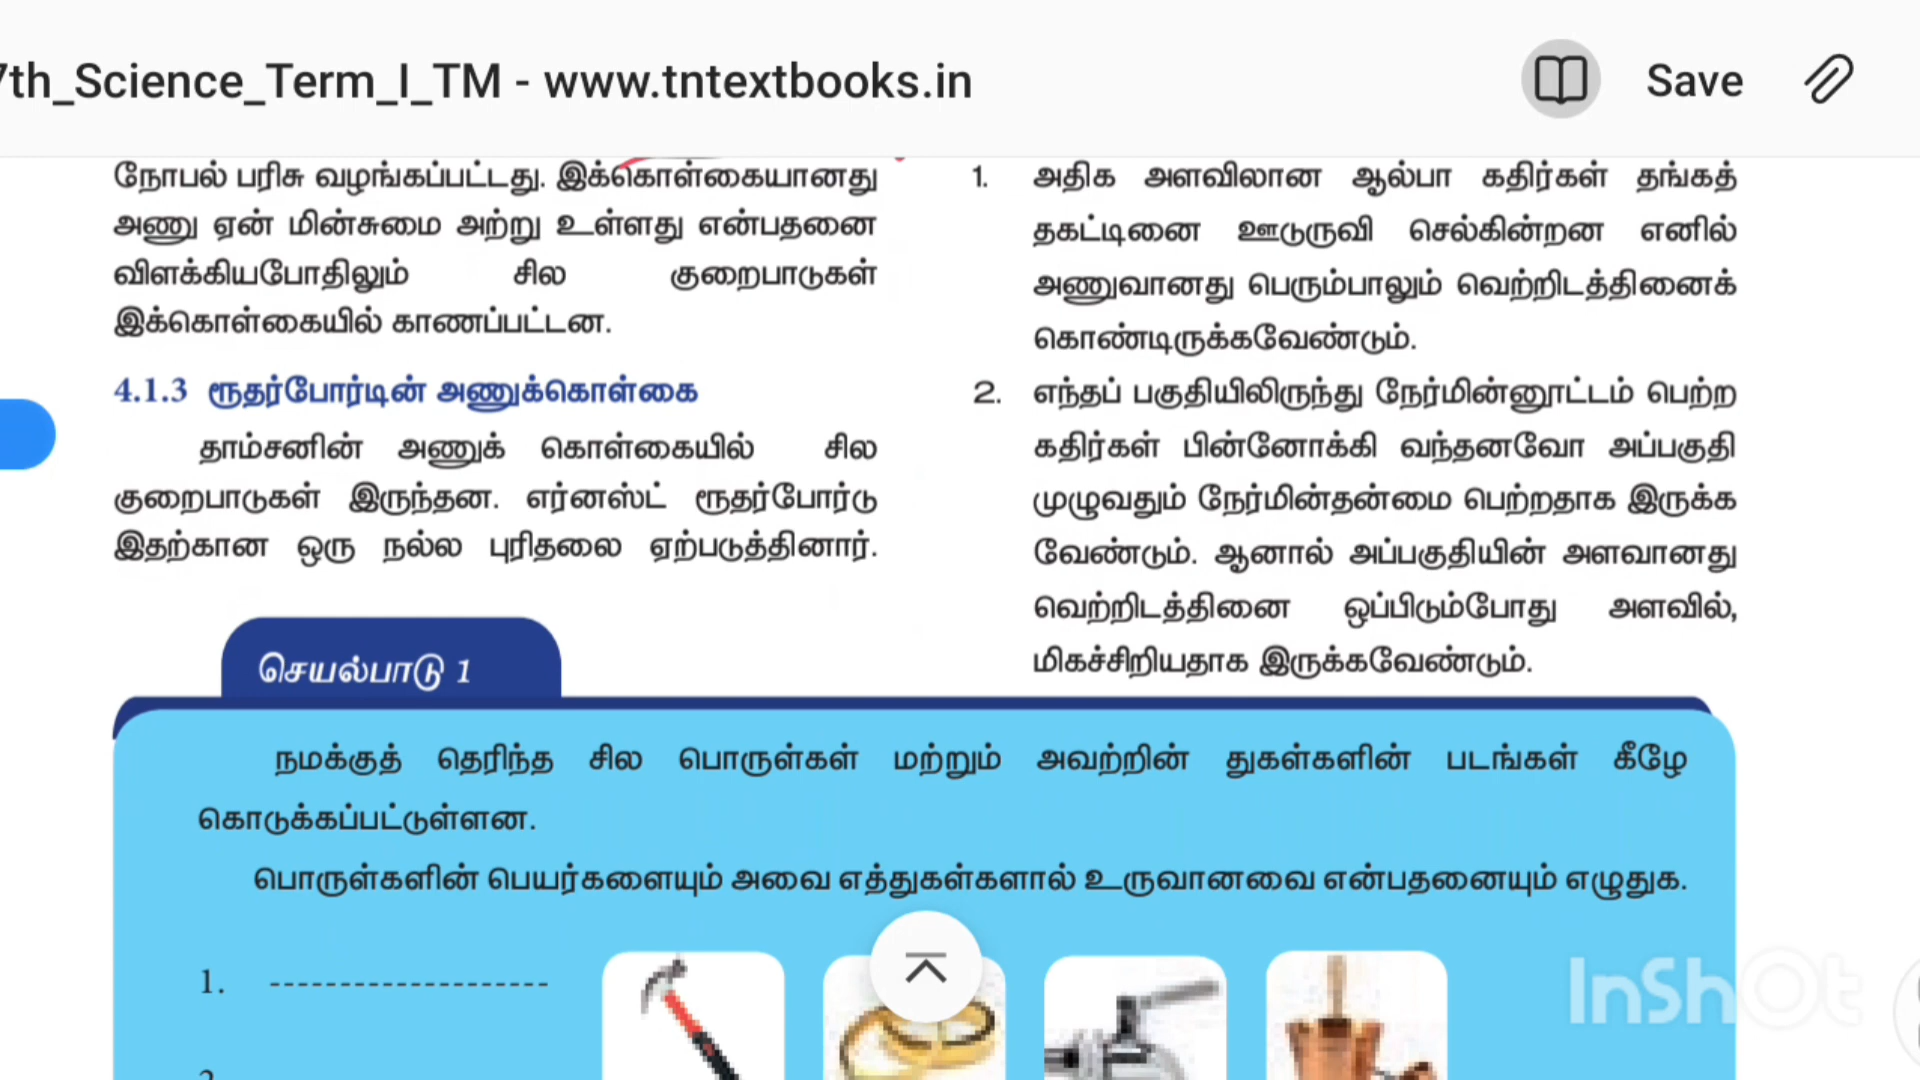 7th_Science_Term_I_TM - www.tntextbooks.in
Save
நோபல் பரிசு வழங்கப்பட்டது. இக்கொள்கையானது
அணு ஏன் மின்சுமை அற்று உள்ளது என்பதனை
விளக்கியபோதிலும் சில குறைபாடுகள்
இக்கொள்கையில் காணப்பட்டன.
4.1.3 ரூதர்போர்டின் அணுக்கொள்கை
தாம்சனின் அணுக் கொள்கையில் சில
குறைபாடுகள் இருந்தன. எர்னஸ்ட் ரூதர்போர்டு
இதற்கான ஒரு நல்ல புரிதலை ஏற்படுத்தினார்.
1. அதிக அளவிலான ஆல்பா கதிர்கள் தங்கத்
தகட்டினை ஊடுருவி செல்கின்றன எனில்
அணுவானது பெரும்பாலும் வெற்றிடத்தினைக்
கொண்டிருக்கவேண்டும்.
2. எந்தப் பகுதியிலிருந்து நேர்மின்னூட்டம் பெற்ற
கதிர்கள் பின்னோக்கி வந்தனவோ அப்பகுதி
முழுவதும் நேர்மின்தன்மை பெற்றதாக இருக்க
வேண்டும். ஆனால் அப்பகுதியின் அளவானது
வெற்றிடத்தினை ஒப்பிடும்போது அளவில்,
மிகச்சிறியதாக இருக்கவேண்டும்.
செயல்பாடு 1
நமக்குத் தெரிந்த சில பொருள்கள் மற்றும் அவற்றின் துகள்களின் படங்கள் கீழே
கொடுக்கப்பட்டுள்ளன.
பொருள்களின் பெயர்களையும் அவை எத்துகள்களால் உருவானவை என்பதனையும் எழுதுக.
1. --------------------
InShOt